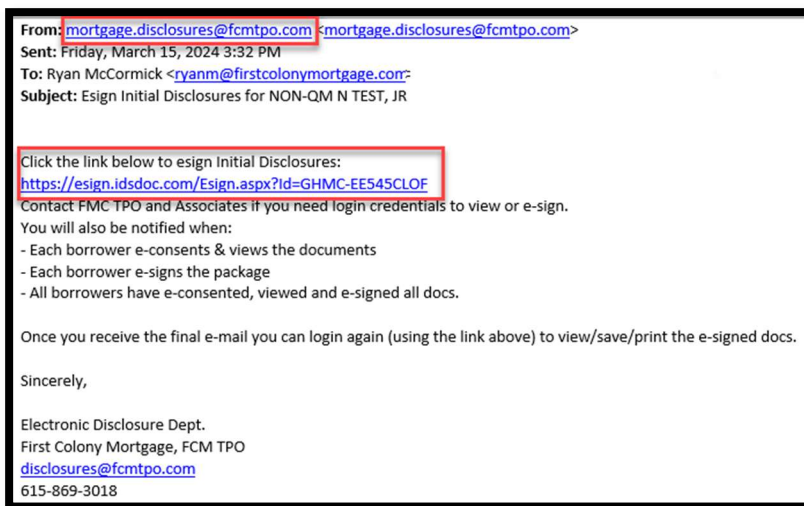 From: mortgage.disclosures@fcmtpo.com <mortgage.disclosures@fcmtpo.com>
Sent: Friday, March 15, 2024 3:32 PM
To: Ryan McCormick <ryanm@firstcolonymortgage.com>
Subject: Esign Initial Disclosures for NON-QM N TEST, JR
Click the link below to esign Initial Disclosures:
https://esign.idsdoc.com/Esign.aspx?Id=GHMC-EE545CLOF
Contact FMC TPO and Associates if you need login credentials to view or e-sign.
You will also be notified when:
- Each borrower e-consents & views the documents
- Each borrower e-signs the package
- All borrowers have e-consented, viewed and e-signed all docs.
Once you receive the final e-mail you can login again (using the link above) to view/save/print the e-signed docs.
Sincerely,
Electronic Disclosure Dept.
First Colony Mortgage, FCM TPO
disclosures@fcmtpo.com
615-869-3018